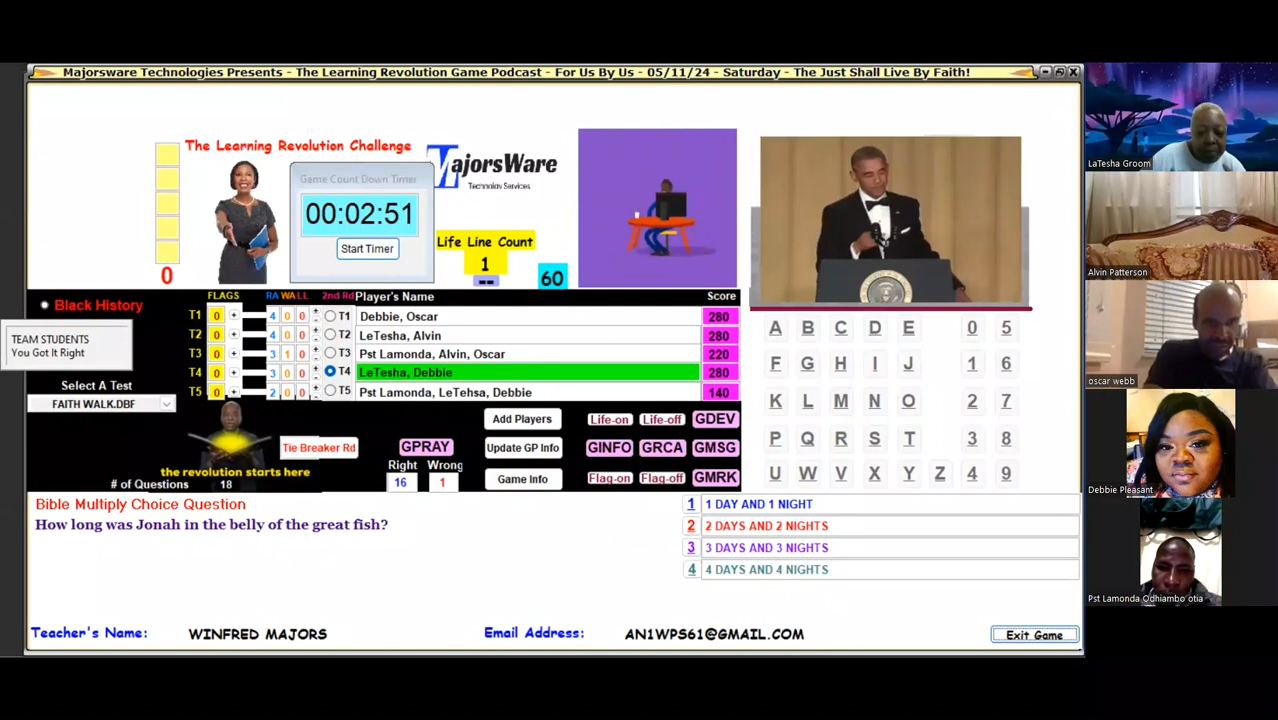 Majorsware Technologies Presents - The Learning Revolution Game Podcast - For Us By Us - 05/11/24 - Saturday - The Just Shall Live By Faith!
The Learning Revolution Challenge
MajorsWare
Technology Services
Game Count Down Timer
00:02:51
Start Timer
Life Line Count
1
--
60
0
Black History
FLAGS RA WA LL 2nd Rd Player's Name Score
T1 0 + 4 0 0 T1 Debbie, Oscar 280
T2 0 + 4 0 0 T2 LeTesha, Alvin 280
T3 0 + 3 1 0 T3 Pst Lamonda, Alvin, Oscar 220
T4 0 + 3 0 0 T4 LeTesha, Debbie 280
T5 0 + 2 0 0 T5 Pst Lamonda, LeTehsa, Debbie 140
TEAM STUDENTS
You Got It Right
Select A Test
FAITH WALK.DBF
the revolution starts here
# of Questions 18
Tie Breaker Rd
GPRAY
Right Wrong
16 1
Add Players
Update GP Info
Game Info
Life-on Life-off GDEV
GINFO GRCA GMSG
Flag-on Flag-off GMRK
A B C D E 0 5
F G H I J 1 6
K L M N O 2 7
P Q R S T 3 8
U W V X Y Z 4 9
Bible Multiply Choice Question
How long was Jonah in the belly of the great fish?
1 1 DAY AND 1 NIGHT
2 2 DAYS AND 2 NIGHTS
3 3 DAYS AND 3 NIGHTS
4 4 DAYS AND 4 NIGHTS
Teacher's Name: WINFRED MAJORS Email Address: AN1WPS61@GMAIL.COM Exit Game
LaTesha Groom
Alvin Patterson
oscar webb
Debbie Pleasant
Pst Lamonda Odhiambo otia